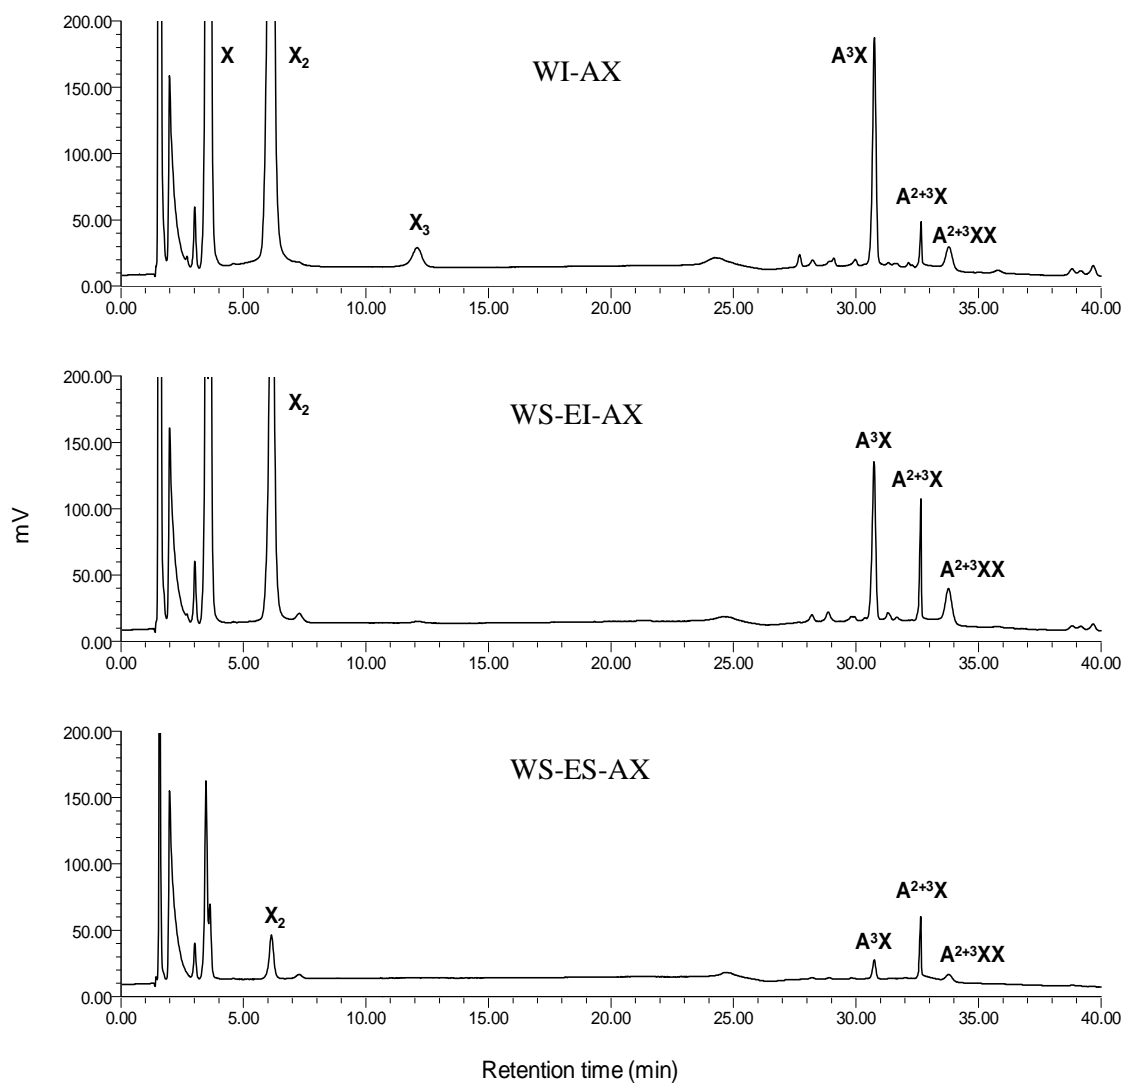 200.00
X
X₂
WI-AX
A³X
150.00
100.00
A²⁺³X
X₃
A²⁺³XX
50.00
0.00
0.00 5.00 10.00 15.00 20.00 25.00 30.00 35.00 40.00
200.00
X₂
WS-EI-AX
A³X
150.00
A²⁺³X
100.00
mV
A²⁺³XX
50.00
0.00
0.00 5.00 10.00 15.00 20.00 25.00 30.00 35.00 40.00
200.00
WS-ES-AX
150.00
100.00
A²⁺³X
X₂
A³X
A²⁺³XX
50.00
0.00
0.00 5.00 10.00 15.00 20.00 25.00 30.00 35.00 40.00
Retention time (min)